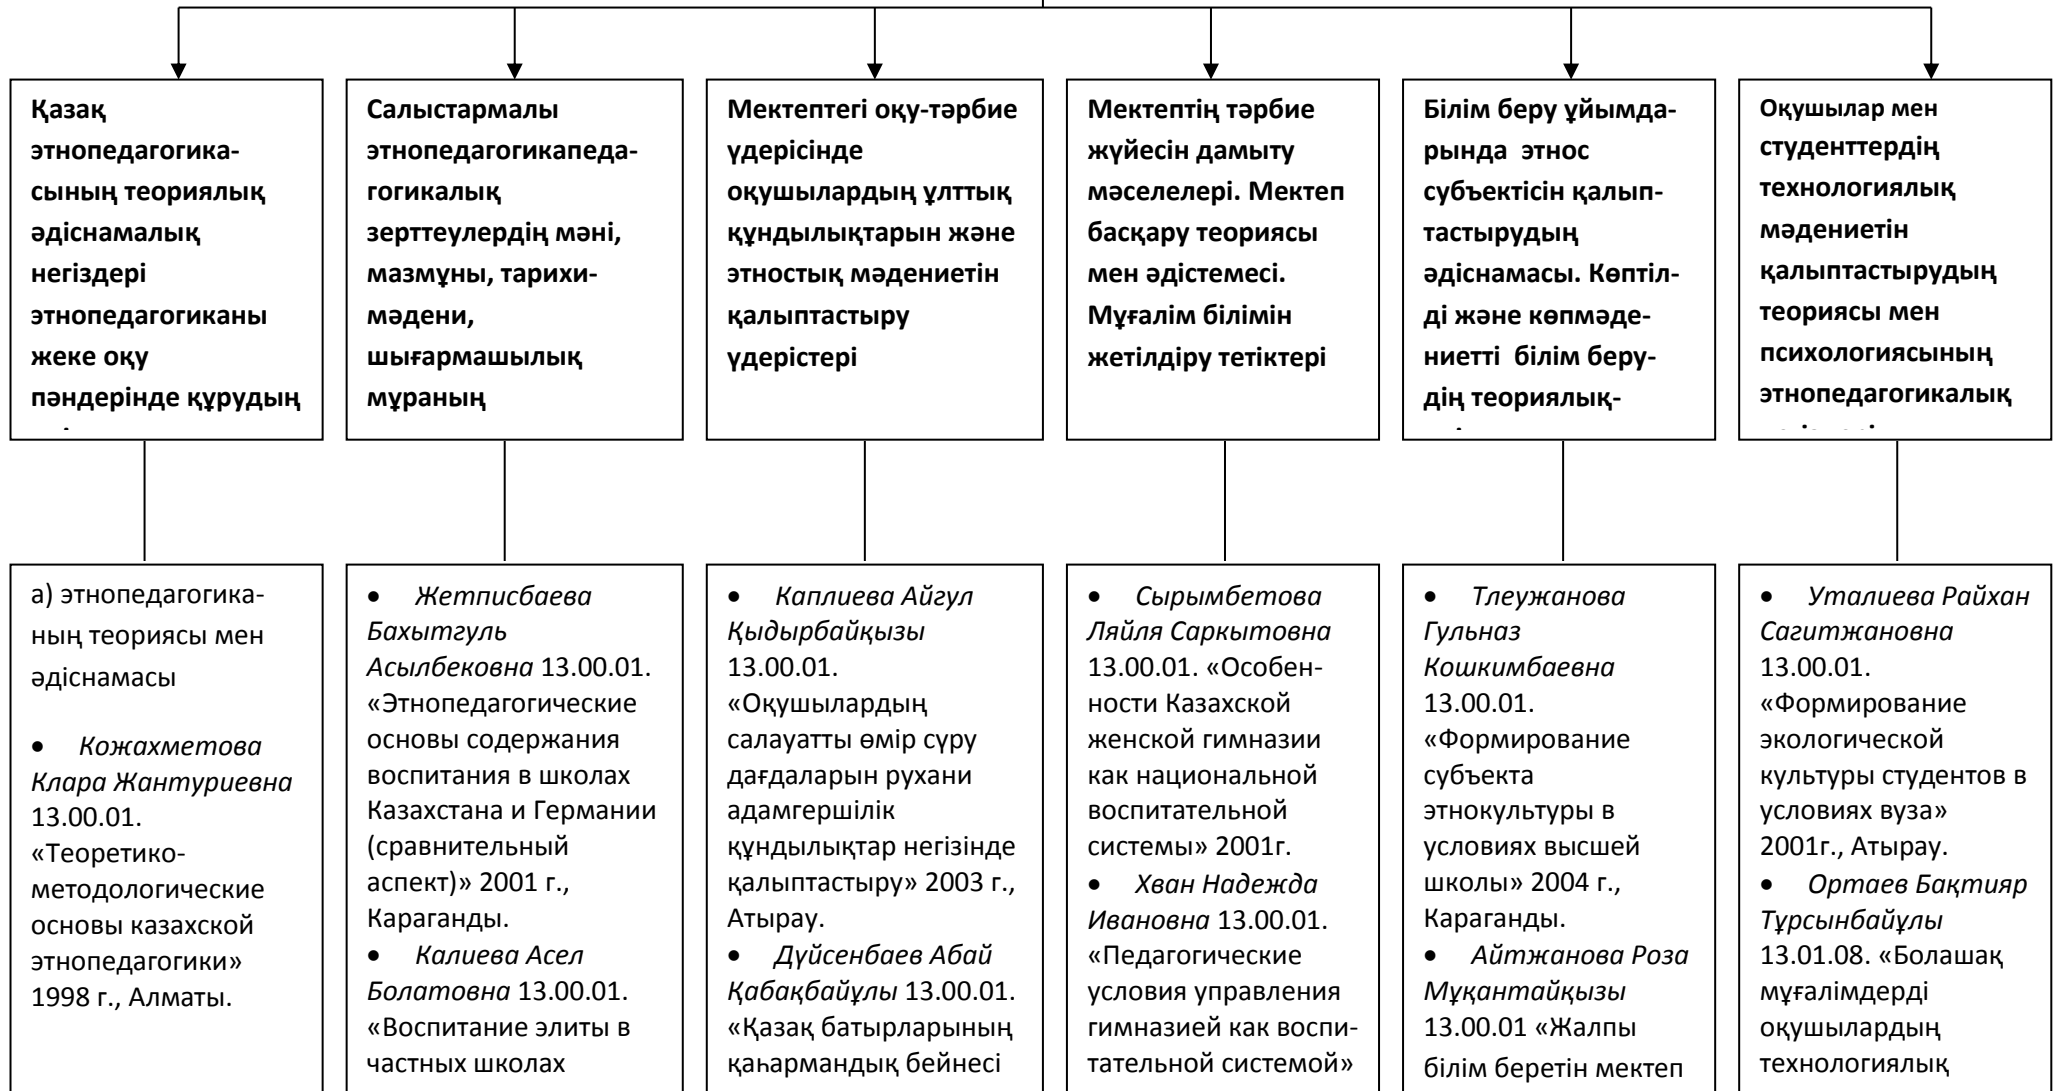 Қазақ
этнопедагогика-
сының теориялық
әдіснамалық
негіздері
этнопедагогиканы
жеке оқу
пәндерінде құрудың
Салыстармалы
этнопедагогикапеда-
гогикалық
зерттеулердің мәні,
мазмұны, тарихи-
мәдени,
шығармашылық
мұраның
Мектептегі оқу-тәрбие
үдерісінде
оқушылардың ұлттық
құндылықтарын және
этностық мәдениетін
қалыптастыру
үдерістері
Мектептің тәрбие
жүйесін дамыту
мәселелері. Мектеп
басқару теориясы
мен әдістемесі.
Мұғалім білімін
жетілдіру тетіктері
Білім беру ұйымда-
рында этнос
субъектісін қалып-
тастырудың
әдіснамасы. Көптіл-
ді және көпмәде-
ниетті білім беру-
дің теориялық-
Оқушылар мен
студенттердің
технологиялық
мәдениетін
қалыптастырудың
теориясы мен
психологиясының
этнопедагогикалық
а) этнопедагогика-
ның теориясы мен
әдіснамасы
• Кожахметова
Клара Жантуриевна
13.00.01.
«Теоретико-
методологические
основы казахской
этнопедагогики»
1998 г., Алматы.
• Жетписбаева
Бахытгуль
Асылбековна 13.00.01.
«Этнопедагогические
основы содержания
воспитания в школах
Казахстана и Германии
(сравнительный
аспект)» 2001 г.,
Караганды.
• Калиева Асел
Болатовна 13.00.01.
«Воспитание элиты в
частных школах
• Каплиева Айгул
Қыдырбайқызы
13.00.01.
«Оқушылардың
салауатты өмір сүру
дағдаларын рухани
адамгершілік
құндылықтар негізінде
қалыптастыру» 2003 г.,
Атырау.
• Дүйсенбаев Абай
Қабақбайұлы 13.00.01.
«Қазақ батырларының
қаһармандық бейнесі
• Сырымбетова
Ляйля Саркытовна
13.00.01. «Особен-
ности Казахской
женской гимназии
как национальной
воспитательной
системы» 2001г.
• Хван Надежда
Ивановна 13.00.01.
«Педагогические
условия управления
гимназией как воспи-
тательной системой»
• Тлеужанова
Гульназ
Кошкимбаевна
13.00.01.
«Формирование
субъекта
этнокультуры в
условиях высшей
школы» 2004 г.,
Караганды.
• Айтжанова Роза
Мұқантайқызы
13.00.01 «Жалпы
білім беретін мектеп
• Уталиева Райхан
Сагитжановна
13.00.01.
«Формирование
экологической
культуры студентов в
условиях вуза»
2001г., Атырау.
• Ортаев Бақтияр
Тұрсынбайұлы
13.01.08. «Болашақ
мұғалімдерді
оқушылардың
технологиялық